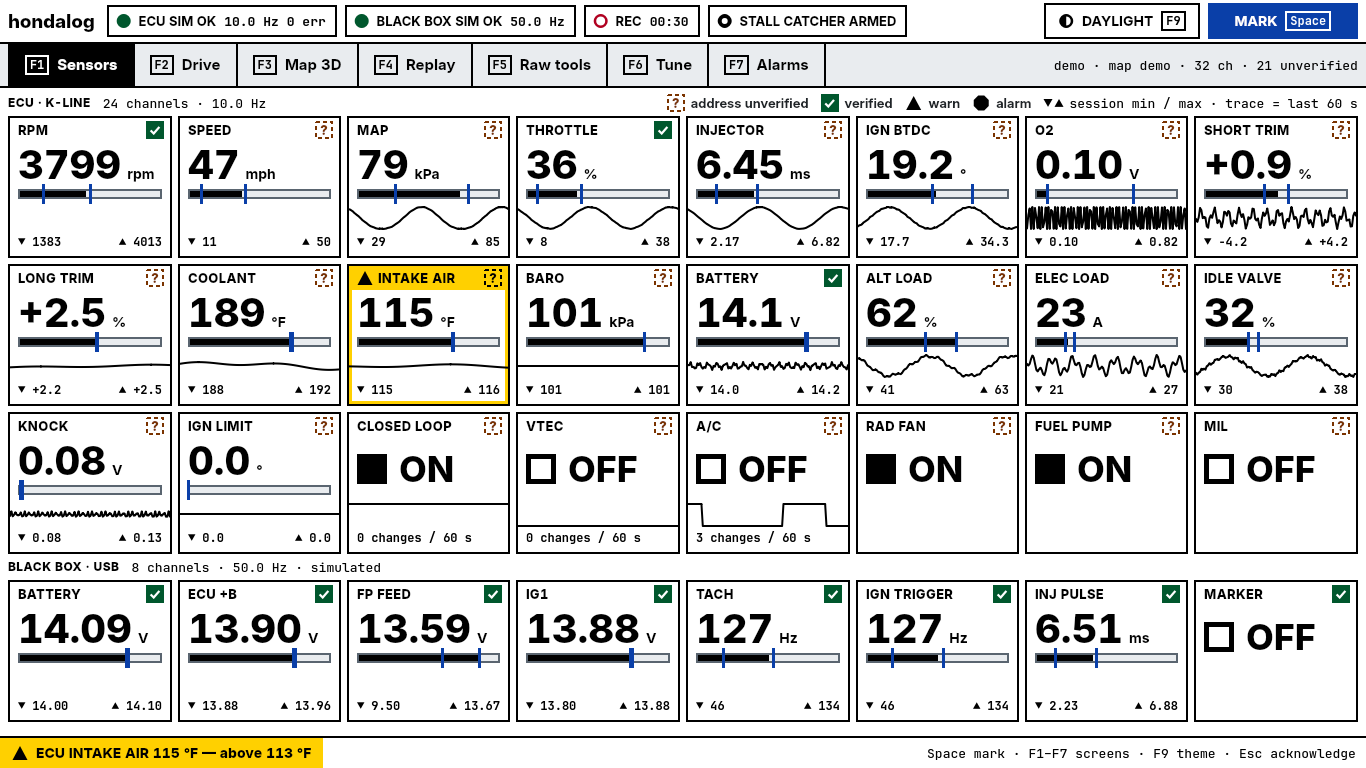 hondalog ECU SIM OK 10.0 Hz 0 err BLACK BOX SIM OK 50.0 Hz REC 00:30 STALL CATCHER ARMED DAYLIGHT F9 MARK Space
F1 Sensors F2 Drive F3 Map 3D F4 Replay F5 Raw tools F6 Tune F7 Alarms demo · map demo · 32 ch · 21 unverified
ECU · K-LINE 24 channels · 10.0 Hz ? address unverified ✓ verified ▲ warn alarm ▼▲ session min / max · trace = last 60 s
RPM SPEED ? MAP ? THROTTLE INJECTOR ? IGN BTDC ? O2 ? SHORT TRIM ?
3799 rpm 47 mph 79 kPa 36 % 6.45 ms 19.2 ° 0.10 V +0.9 %
▼ 1383 ▲ 4013 ▼ 11 ▲ 50 ▼ 29 ▲ 85 ▼ 8 ▲ 38 ▼ 2.17 ▲ 6.82 ▼ 17.7 ▲ 34.3 ▼ 0.10 ▲ 0.82 ▼ -4.2 ▲ +4.2
LONG TRIM ? COOLANT ? ▲ INTAKE AIR ? BARO ? BATTERY ALT LOAD ? ELEC LOAD ? IDLE VALVE ?
+2.5 % 189 °F 115 °F 101 kPa 14.1 V 62 % 23 A 32 %
▼ +2.2 ▲ +2.5 ▼ 188 ▲ 192 ▼ 115 ▲ 116 ▼ 101 ▲ 101 ▼ 14.0 ▲ 14.2 ▼ 41 ▲ 63 ▼ 21 ▲ 27 ▼ 30 ▲ 38
KNOCK ? IGN LIMIT ? CLOSED LOOP ? VTEC ? A/C ? RAD FAN ? FUEL PUMP ? MIL ?
0.08 V 0.0 ° ON OFF OFF ON ON OFF
▼ 0.08 ▲ 0.13 ▼ 0.0 ▲ 0.0 0 changes / 60 s 0 changes / 60 s 3 changes / 60 s
BLACK BOX · USB 8 channels · 50.0 Hz · simulated
BATTERY ECU +B FP FEED IG1 TACH IGN TRIGGER INJ PULSE MARKER
14.09 V 13.90 V 13.59 V 13.88 V 127 Hz 127 Hz 6.51 ms OFF
▼ 14.00 ▲ 14.10 ▼ 13.88 ▲ 13.96 ▼ 9.50 ▲ 13.67 ▼ 13.80 ▲ 13.88 ▼ 46 ▲ 134 ▼ 46 ▲ 134 ▼ 2.23 ▲ 6.88
▲ ECU INTAKE AIR 115 °F — above 113 °F Space mark · F1–F7 screens · F9 theme · Esc acknowledge